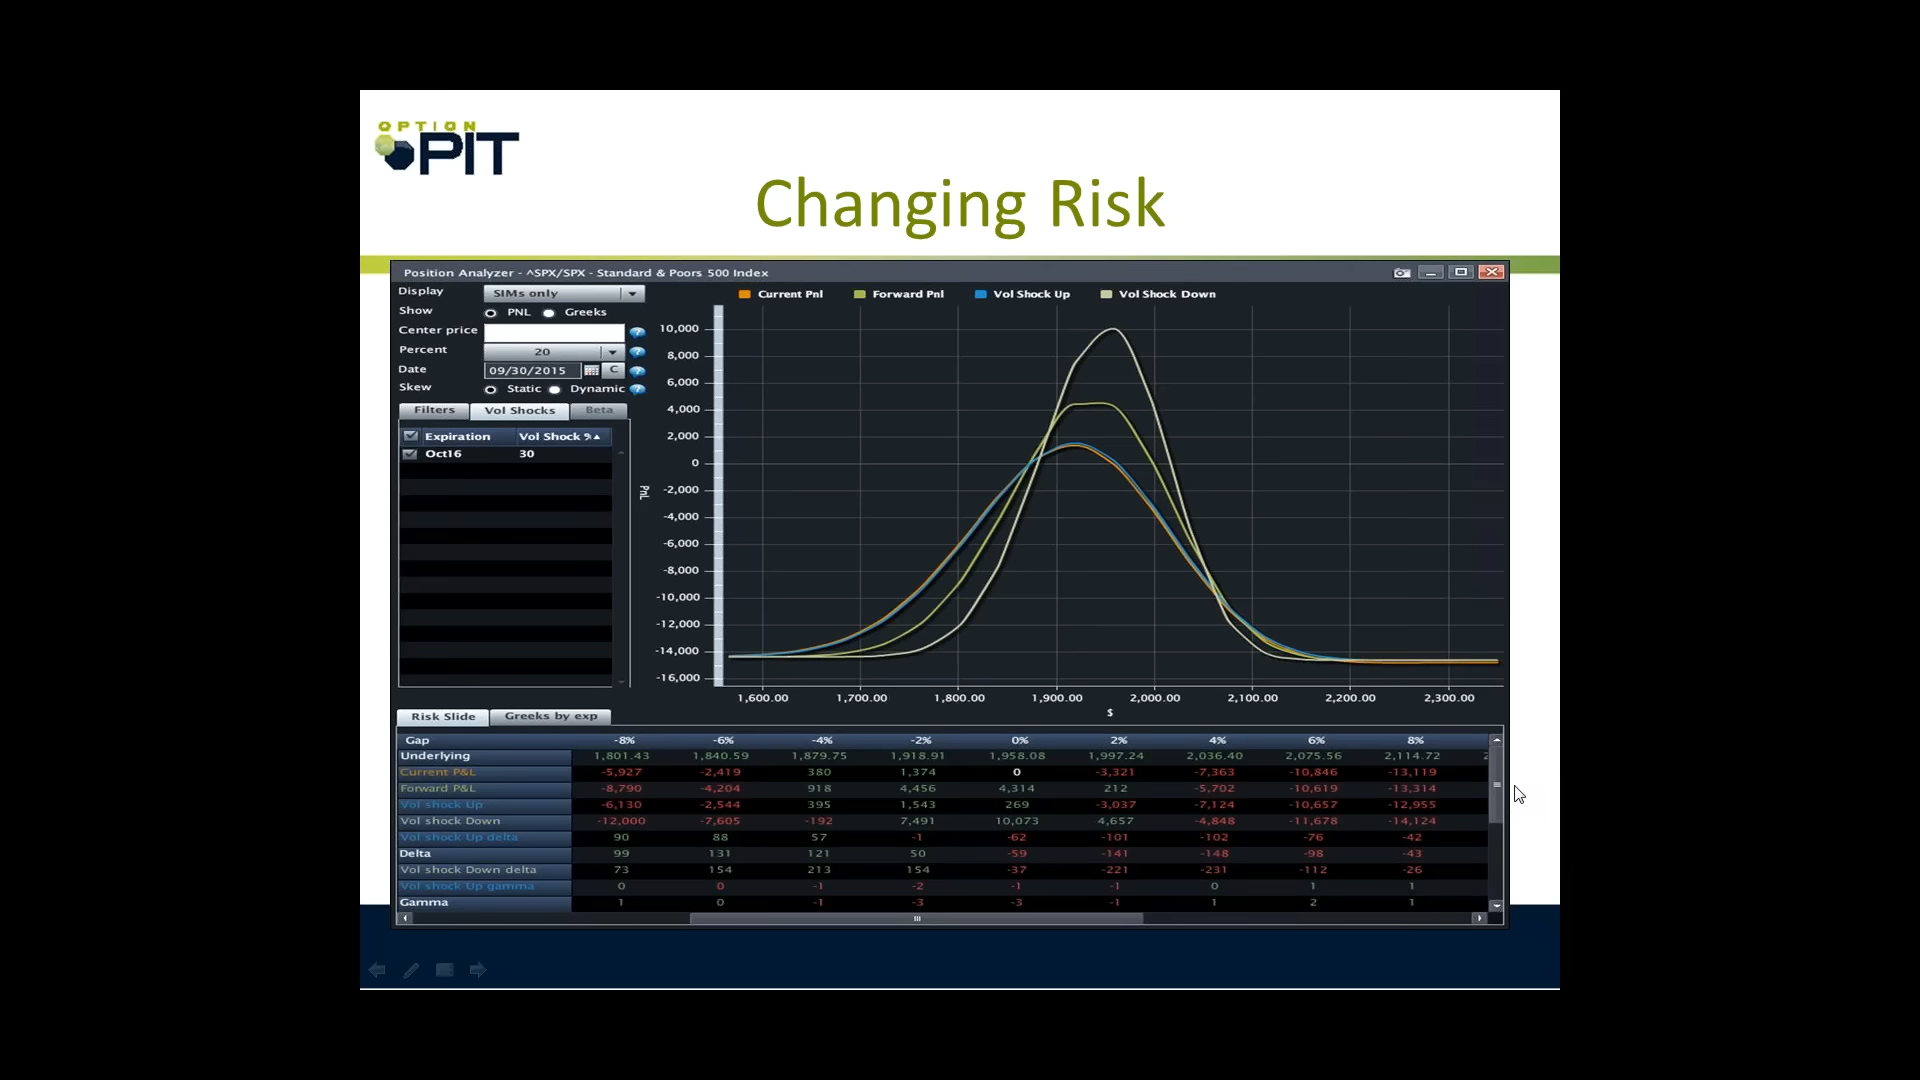 OPTION
PIT
Changing Risk
Position Analyzer - ^SPX/SPX - Standard & Poors 500 Index
Display SIMs only
Show PNL Greeks
Center price
Percent 20
Date 09/30/2015 C
Skew Static Dynamic
Filters Vol Shocks Beta
Expiration Vol Shock %
Oct16 30
Current Pnl Forward Pnl Vol Shock Up Vol Shock Down
10,000
8,000
6,000
4,000
2,000
0
-2,000
-4,000
-6,000
-8,000
-10,000
-12,000
-14,000
-16,000
PnL
1,600.00 1,700.00 1,800.00 1,900.00 2,000.00 2,100.00 2,200.00 2,300.00
$
Risk Slide Greeks by exp
Gap -8% -6% -4% -2% 0% 2% 4% 6% 8%
Underlying 1,801.43 1,840.59 1,879.75 1,918.91 1,958.08 1,997.24 2,036.40 2,075.56 2,114.72
Current P&L -5,927 -2,419 380 1,374 0 -3,321 -7,363 -10,846 -13,119
Forward P&L -8,790 -4,204 918 4,456 4,314 212 -5,702 -10,619 -13,314
Vol shock Up -6,130 -2,544 395 1,543 269 -3,037 -7,124 -10,657 -12,955
Vol shock Down -12,000 -7,605 -192 7,491 10,073 4,657 -4,848 -11,678 -14,124
Vol shock Up delta 90 88 57 -1 -62 -101 -102 -76 -42
Delta 99 131 121 50 -59 -141 -148 -98 -43
Vol shock Down delta 73 154 213 154 -37 -221 -231 -112 -26
Vol shock Up gamma 0 0 -1 -2 -1 -1 0 1 1
Gamma 1 0 -1 -3 -3 -1 1 2 1